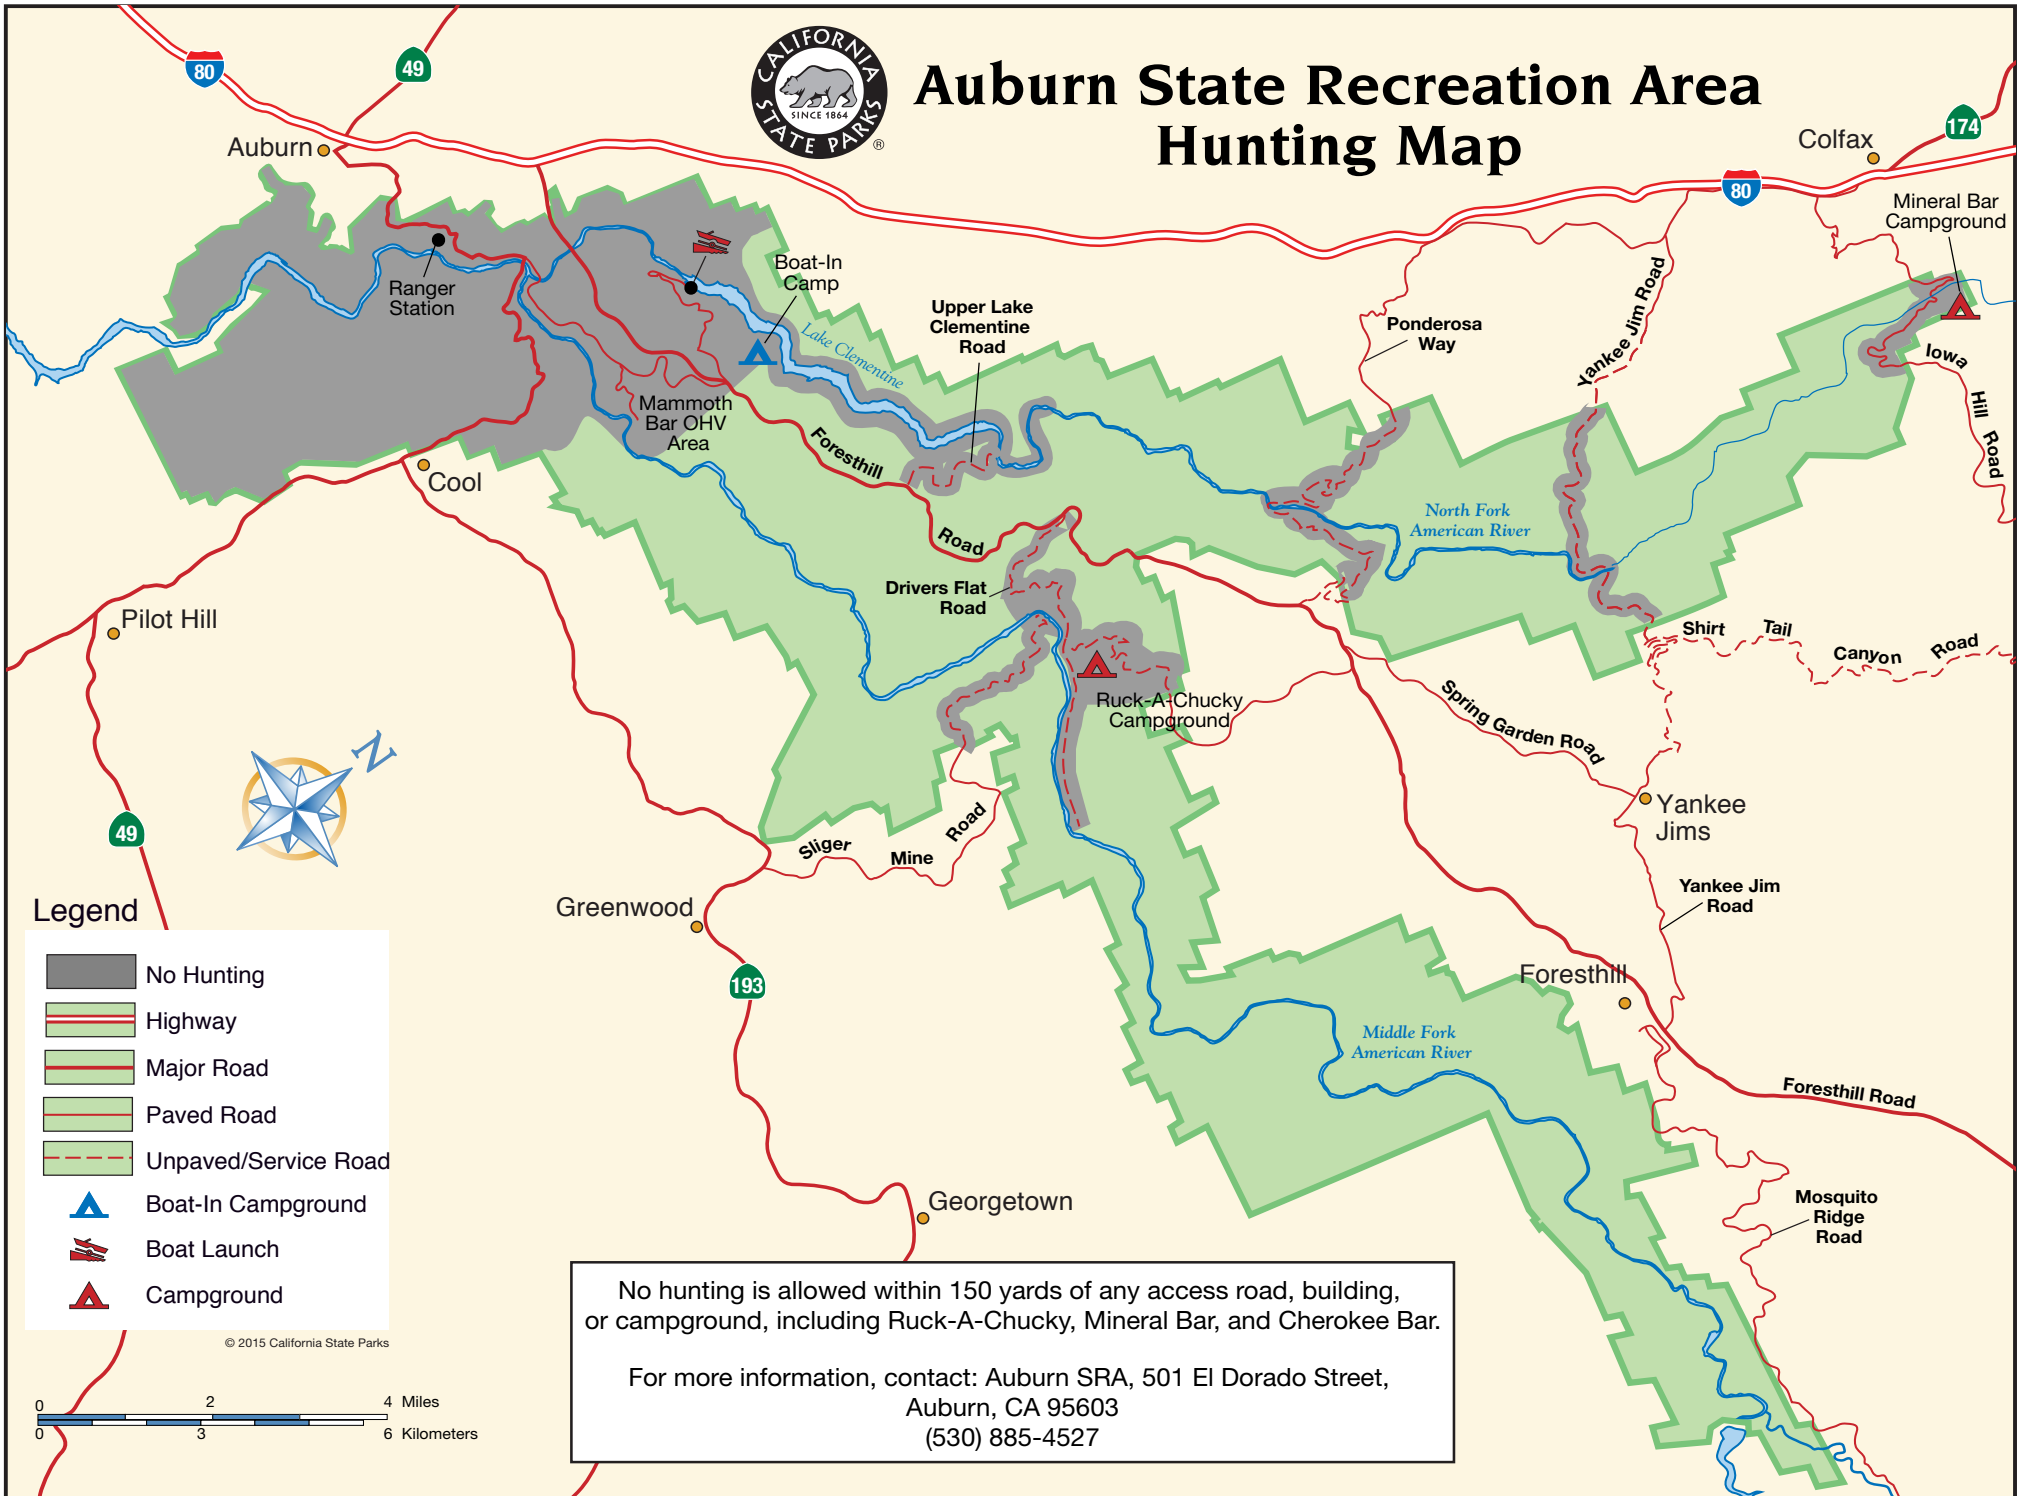 Auburn State Recreation Area
Hunting Map
CALIFORNIA
STATE PARKS
SINCE 1864
®
80
49
Auburn
Colfax
174
80
Mineral Bar
Campground
Ranger
Station
Boat-In
Camp
Lake Clementine
Upper Lake
Clementine
Road
Ponderosa
Way
Yankee Jim Road
Iowa
Hill
Road
Mammoth
Bar OHV
Area
Foresthill
Road
Cool
North Fork
American River
Drivers Flat
Road
Pilot Hill
Shirt
Tail
Canyon
Road
Ruck-A-Chucky
Campground
Spring Garden Road
N
Yankee
Jims
49
Sliger
Mine
Road
Yankee Jim
Road
Greenwood
193
Foresthill
Middle Fork
American River
Foresthill Road
Georgetown
Mosquito
Ridge
Road
Legend
No Hunting
Highway
Major Road
Paved Road
Unpaved/Service Road
Boat-In Campground
Boat Launch
Campground
© 2015 California State Parks
0
2
4
Miles
0
3
6
Kilometers
No hunting is allowed within 150 yards of any access road, building,
or campground, including Ruck-A-Chucky, Mineral Bar, and Cherokee Bar.
For more information, contact: Auburn SRA, 501 El Dorado Street,
Auburn, CA 95603
(530) 885-4527